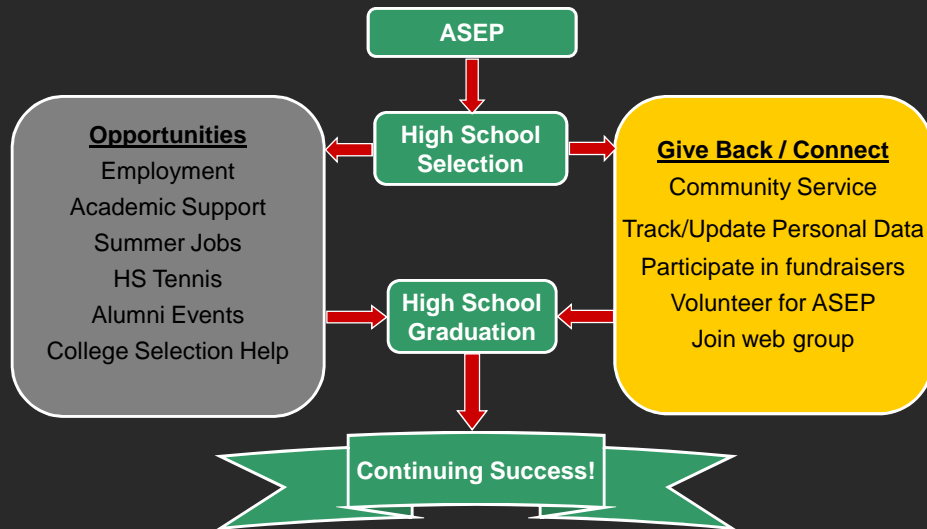 ASEP
High School
Selection
Opportunities
Employment
Academic Support
Summer Jobs
HS Tennis
Alumni Events
College Selection Help
Give Back / Connect
Community Service
Track/Update Personal Data
Participate in fundraisers
Volunteer for ASEP
Join web group
High School
Graduation
Continuing Success!